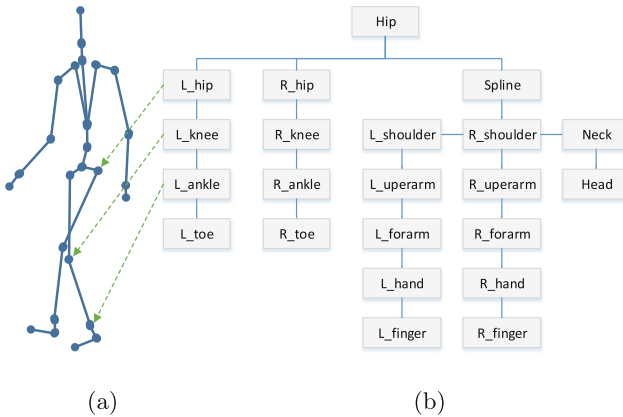 Hip
L_hip R_hip Spline
L_knee R_knee L_shoulder R_shoulder Neck
L_ankle R_ankle L_uperarm R_uperarm Head
L_toe R_toe L_forarm R_forarm
L_hand R_hand
L_finger R_finger
(a) (b)